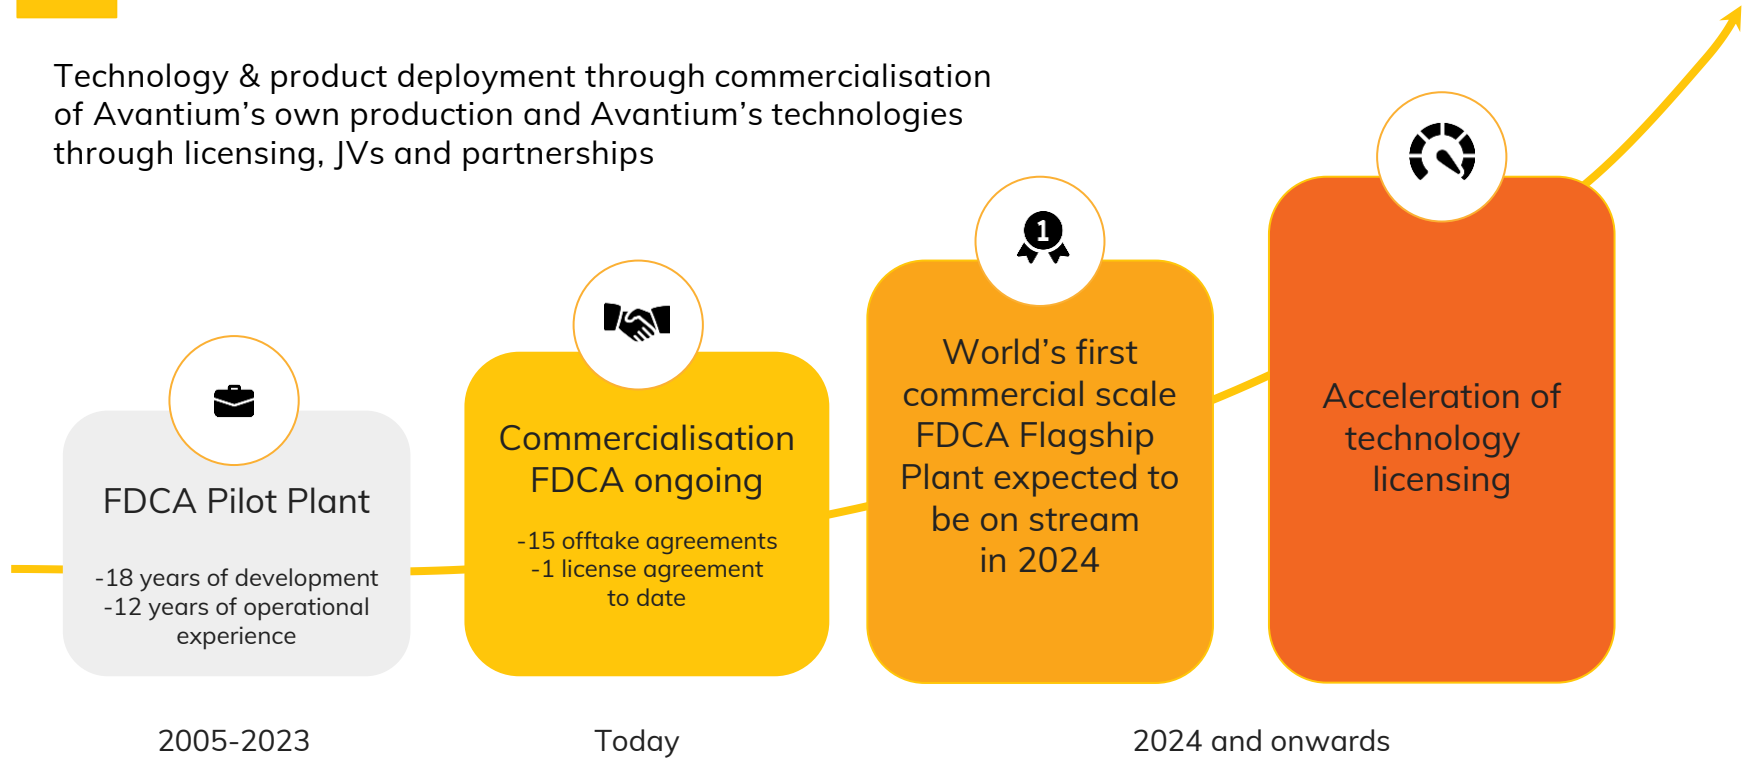 Technology & product deployment through commercialisation
of Avantium's own production and Avantium's technologies
through licensing, JVs and partnerships
FDCA Pilot Plant
-18 years of development
-12 years of operational
experience
2005-2023
Commercialisation
FDCA ongoing
-15 offtake agreements
-1 license agreement
to date
Today
1
World's first
commercial scale
FDCA Flagship
Plant expected to
be on stream
in 2024
Acceleration of
technology
licensing
2024 and onwards